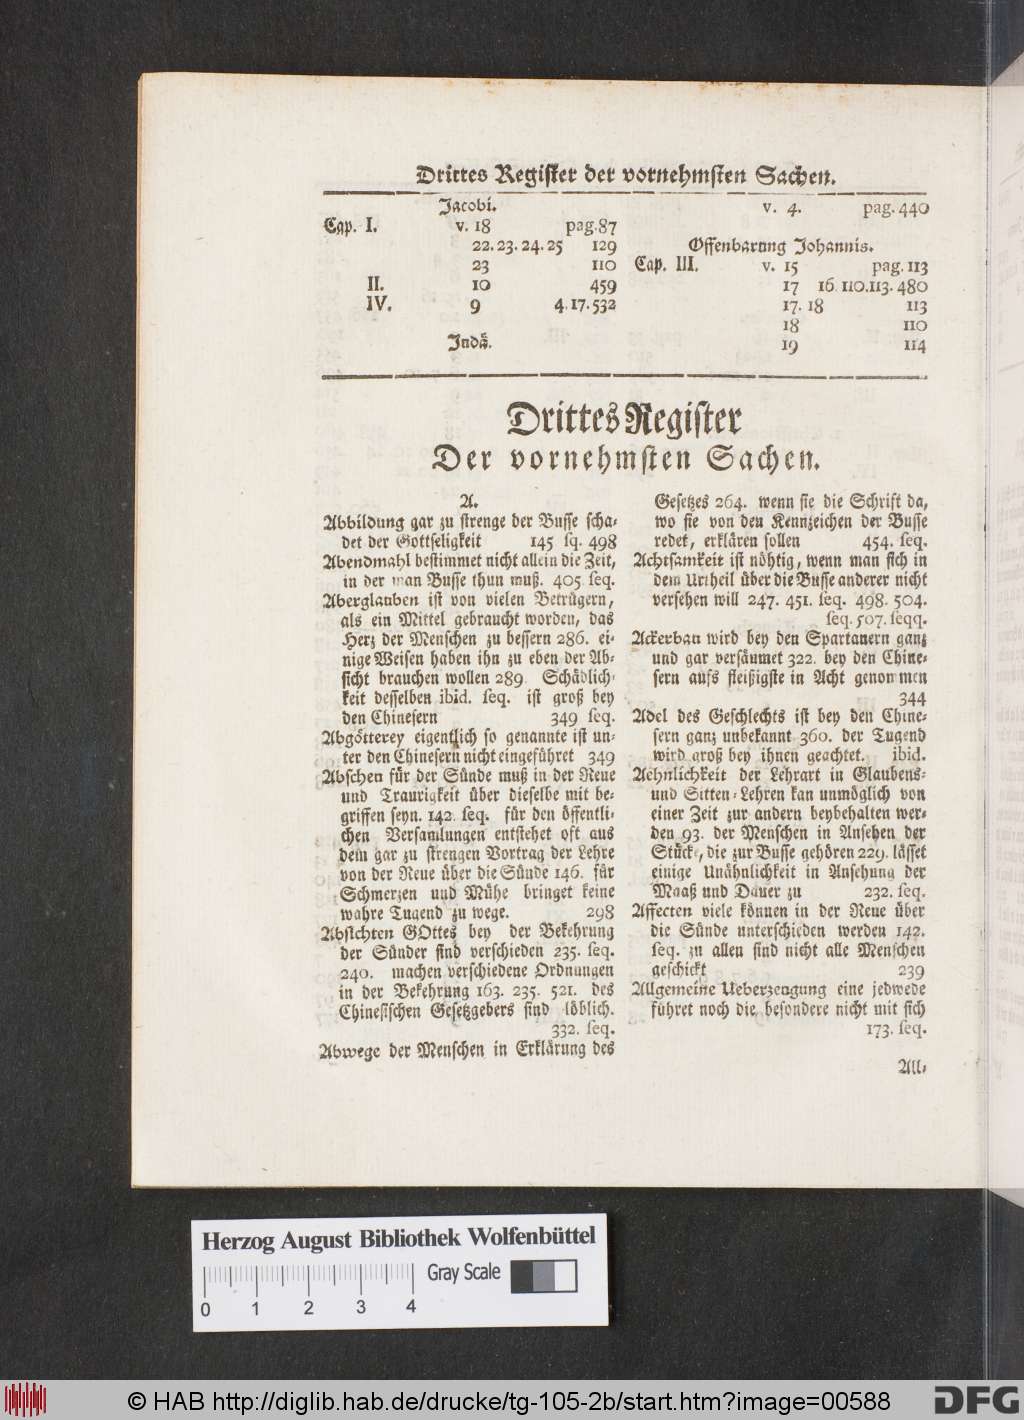 Drittes Register der vornehmsten Sachen.
Jacobi.
Cap. I. v. 18 pag. 87
22. 23. 24. 25 129
23 110
II. 10 459
IV. 9 4. 17. 532
Judä.
v. 4. pag. 440
Offenbarung Johannis.
Cap. III. v. 15 pag. 113
17 16. 110. 113. 480
17. 18 113
18 110
19 114
Drittes Register
Der vornehmsten Sachen.
A.
Abbildung gar zu strenge der Busse scha-
det der Gottseligkeit 145 sq. 498
Abendmahl bestimmet nicht allein die Zeit,
in der man Busse thun muß. 405. seq.
Aberglauben ist von vielen Betrügern,
als ein Mittel gebraucht worden, das
Herz der Menschen zu bessern 286. ei-
nige Weisen haben ihn zu eben der Ab-
sicht brauchen wollen 289. Schädlich-
keit desselben ibid. seq. ist groß bey
den Chinesern 349 seq.
Abgötterey eigentlich so genannte ist un-
ter den Chinesern nicht eingeführet 349
Abscheu für der Sünde muß in der Reue
und Traurigkeit über dieselbe mit be-
griffen seyn. 142. seq. für den öffentli-
chen Versamlungen entstehet oft aus
dem gar zu strengen Vortrag der Lehre
von der Reue über die Sünde 146. für
Schmerzen und Mühe bringet keine
wahre Tugend zu wege. 298
Absichten GOttes bey der Bekehrung
der Sünder sind verschieden 235. seq.
240. machen verschiedene Ordnungen
in der Bekehrung 163. 235. 521. des
Chinesischen Gesetzgebers sind löblich.
332. seq.
Abwege der Menschen in Erklärung des
Gesetzes 264. wenn sie die Schrift da,
wo sie von den Kennzeichen der Busse
redet, erklären sollen 454. seq.
Achtsamkeit ist nöhtig, wenn man sich in
dem Urtheil über die Busse anderer nicht
versehen will 247. 451. seq. 498. 504.
seq. 507. seqq.
Ackerbau wird bey den Spartanern ganz
und gar versäumet 322. bey den Chine-
sern aufs fleißigste in Acht genommen
344
Adel des Geschlechts ist bey den Chine-
sern ganz unbekannt 360. der Tugend
wird groß bey ihnen geachtet. ibid.
Aehnlichkeit der Lehrart in Glaubens-
und Sitten-Lehren kan unmöglich von
einer Zeit zur andern beybehalten wer-
den 93. der Menschen in Ansehen der
Stücke, die zur Busse gehören 229. lässet
einige Unähnlichkeit in Ansehung der
Maaß und Dauer zu 232. seq.
Affecten viele können in der Reue über
die Sünde unterschieden werden 142.
seq. zu allen sind nicht alle Menschen
geschickt 239
Allgemeine Ueberzeugung eine jedwede
führet noch die besondere nicht mit sich
173. seq.
All-
Herzog August Bibliothek Wolfenbüttel
Gray Scale
0 1 2 3 4
© HAB http://diglib.hab.de/drucke/tg-105-2b/start.htm?image=00588
DFG